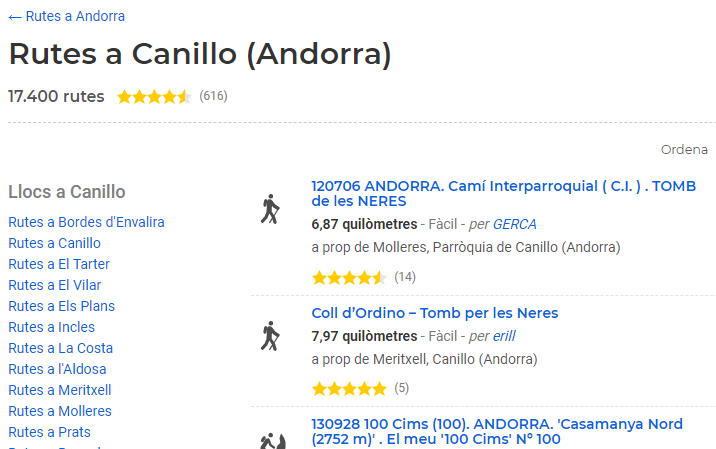 ← Rutes a Andorra
Rutes a Canillo (Andorra)
17.400 rutes (616)
Ordena
Llocs a Canillo
Rutes a Bordes d'Envalira
Rutes a Canillo
Rutes a El Tarter
Rutes a El Vilar
Rutes a Els Plans
Rutes a Incles
Rutes a La Costa
Rutes a l'Aldosa
Rutes a Meritxell
Rutes a Molleres
Rutes a Prats
120706 ANDORRA. Camí Interparroquial ( C.I. ) . TOMB
de les NERES
6,87 quilòmetres - Fàcil - per GERCA
a prop de Molleres, Parròquia de Canillo (Andorra)
(14)
Coll d’Ordino – Tomb per les Neres
7,97 quilòmetres - Fàcil - per erill
a prop de Meritxell, Canillo (Andorra)
(5)
130928 100 Cims (100). ANDORRA. 'Casamanya Nord
(2752 m)' . El meu '100 Cims' Nº 100